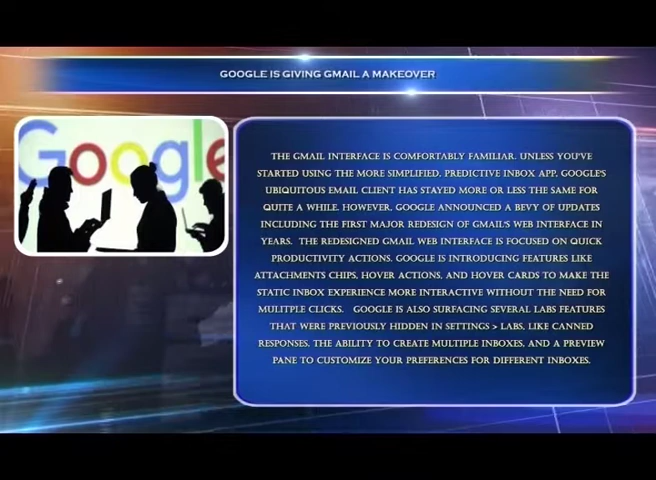 GOOGLE IS GIVING GMAIL A MAKEOVER
Google
THE GMAIL INTERFACE IS COMFORTABLY FAMILIAR. UNLESS YOU'VE
STARTED USING THE MORE SIMPLIFIED, PREDICTIVE INBOX APP, GOOGLE'S
UBIQUITOUS EMAIL CLIENT HAS STAYED MORE OR LESS THE SAME FOR
QUITE A WHILE. HOWEVER, GOOGLE ANNOUNCED A BEVY OF UPDATES
INCLUDING THE FIRST MAJOR REDESIGN OF GMAIL'S WEB INTERFACE IN
YEARS. THE REDESIGNED GMAIL WEB INTERFACE IS FOCUSED ON QUICK
PRODUCTIVITY ACTIONS. GOOGLE IS INTRODUCING FEATURES LIKE
ATTACHMENTS CHIPS, HOVER ACTIONS, AND HOVER CARDS TO MAKE THE
STATIC INBOX EXPERIENCE MORE INTERACTIVE WITHOUT THE NEED FOR
MULITPLE CLICKS. GOOGLE IS ALSO SURFACING SEVERAL LABS FEATURES
THAT WERE PREVIOUSLY HIDDEN IN SETTINGS > LABS, LIKE CANNED
RESPONSES, THE ABILITY TO CREATE MULTIPLE INBOXES, AND A PREVIEW
PANE TO CUSTOMIZE YOUR PREFERENCES FOR DIFFERENT INBOXES.